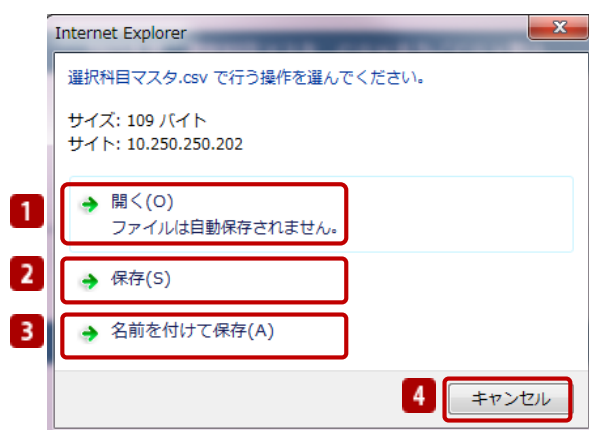 Internet Explorer
選択科目マスタ.csv で行う操作を選んでください。
サイズ: 109 バイト
サイト: 10.250.250.202
1
開く(O)
ファイルは自動保存されません。
2
保存(S)
3
名前を付けて保存(A)
4
キャンセル